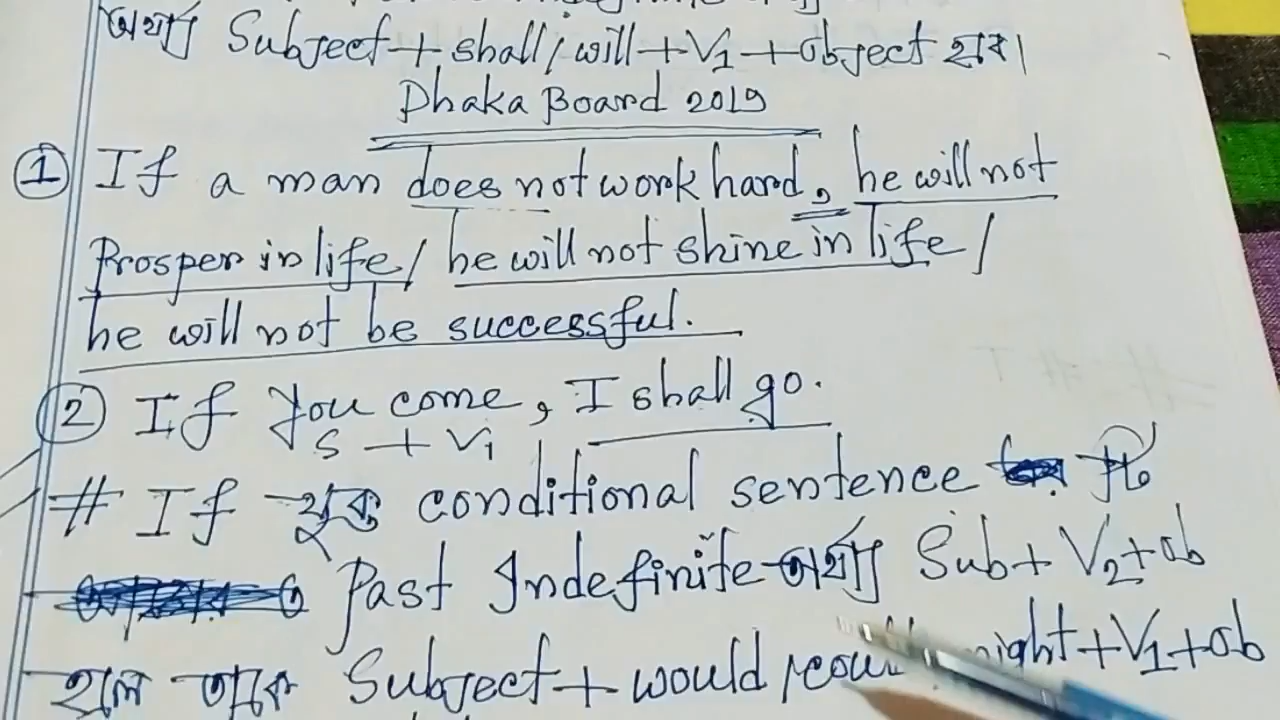 অর্থাৎ Subject + shall / will + V1 + object হবে।
Dhaka Board 2019
① If a man does not work hard, he will not
Prosper in life / he will not shine in life /
he will not be successful.
② If you come, I shall go.
S + V1
# If যুক্ত conditional sentence টি
Past Indefinite অর্থাৎ Sub + V2 + ob
হলে তাকে Subject + would / could might + V1 + ob